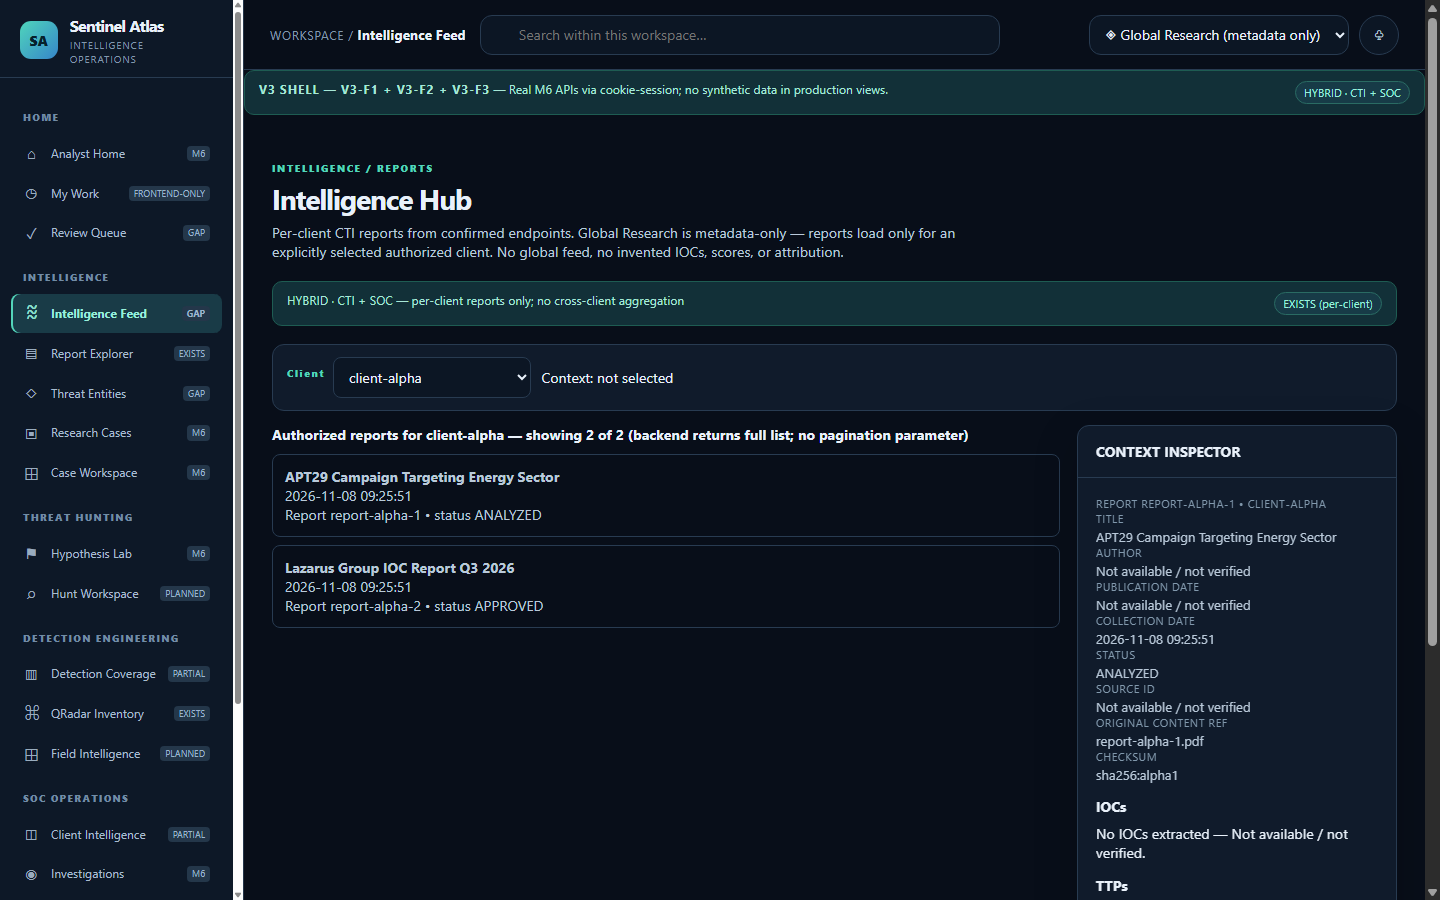 SA
Sentinel Atlas
INTELLIGENCE
OPERATIONS
HOME
Analyst Home M6
My Work FRONTEND-ONLY
Review Queue GAP
INTELLIGENCE
Intelligence Feed GAP
Report Explorer EXISTS
Threat Entities GAP
Research Cases M6
Case Workspace M6
THREAT HUNTING
Hypothesis Lab M6
Hunt Workspace PLANNED
DETECTION ENGINEERING
Detection Coverage PARTIAL
QRadar Inventory EXISTS
Field Intelligence PLANNED
SOC OPERATIONS
Client Intelligence PARTIAL
Investigations M6
WORKSPACE / Intelligence Feed
Search within this workspace...
◈ Global Research (metadata only)
V3 SHELL — V3-F1 + V3-F2 + V3-F3 — Real M6 APIs via cookie-session; no synthetic data in production views.
HYBRID · CTI + SOC
INTELLIGENCE / REPORTS
Intelligence Hub
Per-client CTI reports from confirmed endpoints. Global Research is metadata-only — reports load only for an
explicitly selected authorized client. No global feed, no invented IOCs, scores, or attribution.
HYBRID · CTI + SOC — per-client reports only; no cross-client aggregation
EXISTS (per-client)
Client client-alpha Context: not selected
Authorized reports for client-alpha — showing 2 of 2 (backend returns full list; no pagination parameter)
APT29 Campaign Targeting Energy Sector
2026-11-08 09:25:51
Report report-alpha-1 • status ANALYZED
Lazarus Group IOC Report Q3 2026
2026-11-08 09:25:51
Report report-alpha-2 • status APPROVED
CONTEXT INSPECTOR
REPORT REPORT-ALPHA-1 • CLIENT-ALPHA
TITLE
APT29 Campaign Targeting Energy Sector
AUTHOR
Not available / not verified
PUBLICATION DATE
Not available / not verified
COLLECTION DATE
2026-11-08 09:25:51
STATUS
ANALYZED
SOURCE ID
Not available / not verified
ORIGINAL CONTENT REF
report-alpha-1.pdf
CHECKSUM
sha256:alpha1
IOCs
No IOCs extracted — Not available / not
verified.
TTPs